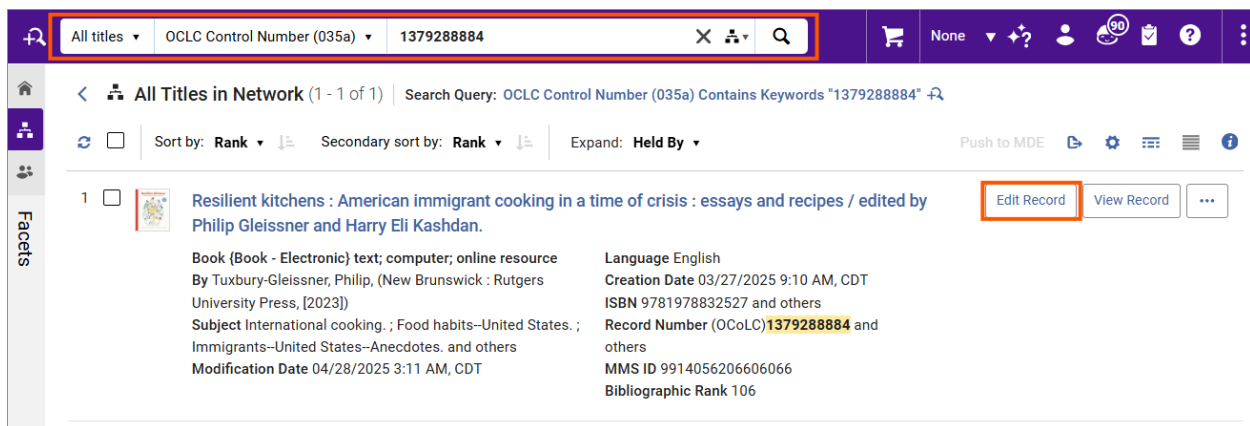 All titles ▾ OCLC Control Number (035a) ▾ 1379288884 None ▾ 90
All Titles in Network (1 - 1 of 1) Search Query: OCLC Control Number (035a) Contains Keywords "1379288884"
Sort by: Rank ▾ Secondary sort by: Rank ▾ Expand: Held By ▾ Push to MDE
Facets
1 Resilient kitchens : American immigrant cooking in a time of crisis : essays and recipes / edited by Edit Record View Record •••
Philip Gleissner and Harry Eli Kashdan.
Book {Book - Electronic} text; computer; online resource
By Tuxbury-Gleissner, Philip, (New Brunswick : Rutgers
University Press, [2023])
Subject International cooking. ; Food habits--United States. ;
Immigrants--United States--Anecdotes. and others
Modification Date 04/28/2025 3:11 AM, CDT
Language English
Creation Date 03/27/2025 9:10 AM, CDT
ISBN 9781978832527 and others
Record Number (OCoLC)1379288884 and
others
MMS ID 9914056206606066
Bibliographic Rank 106